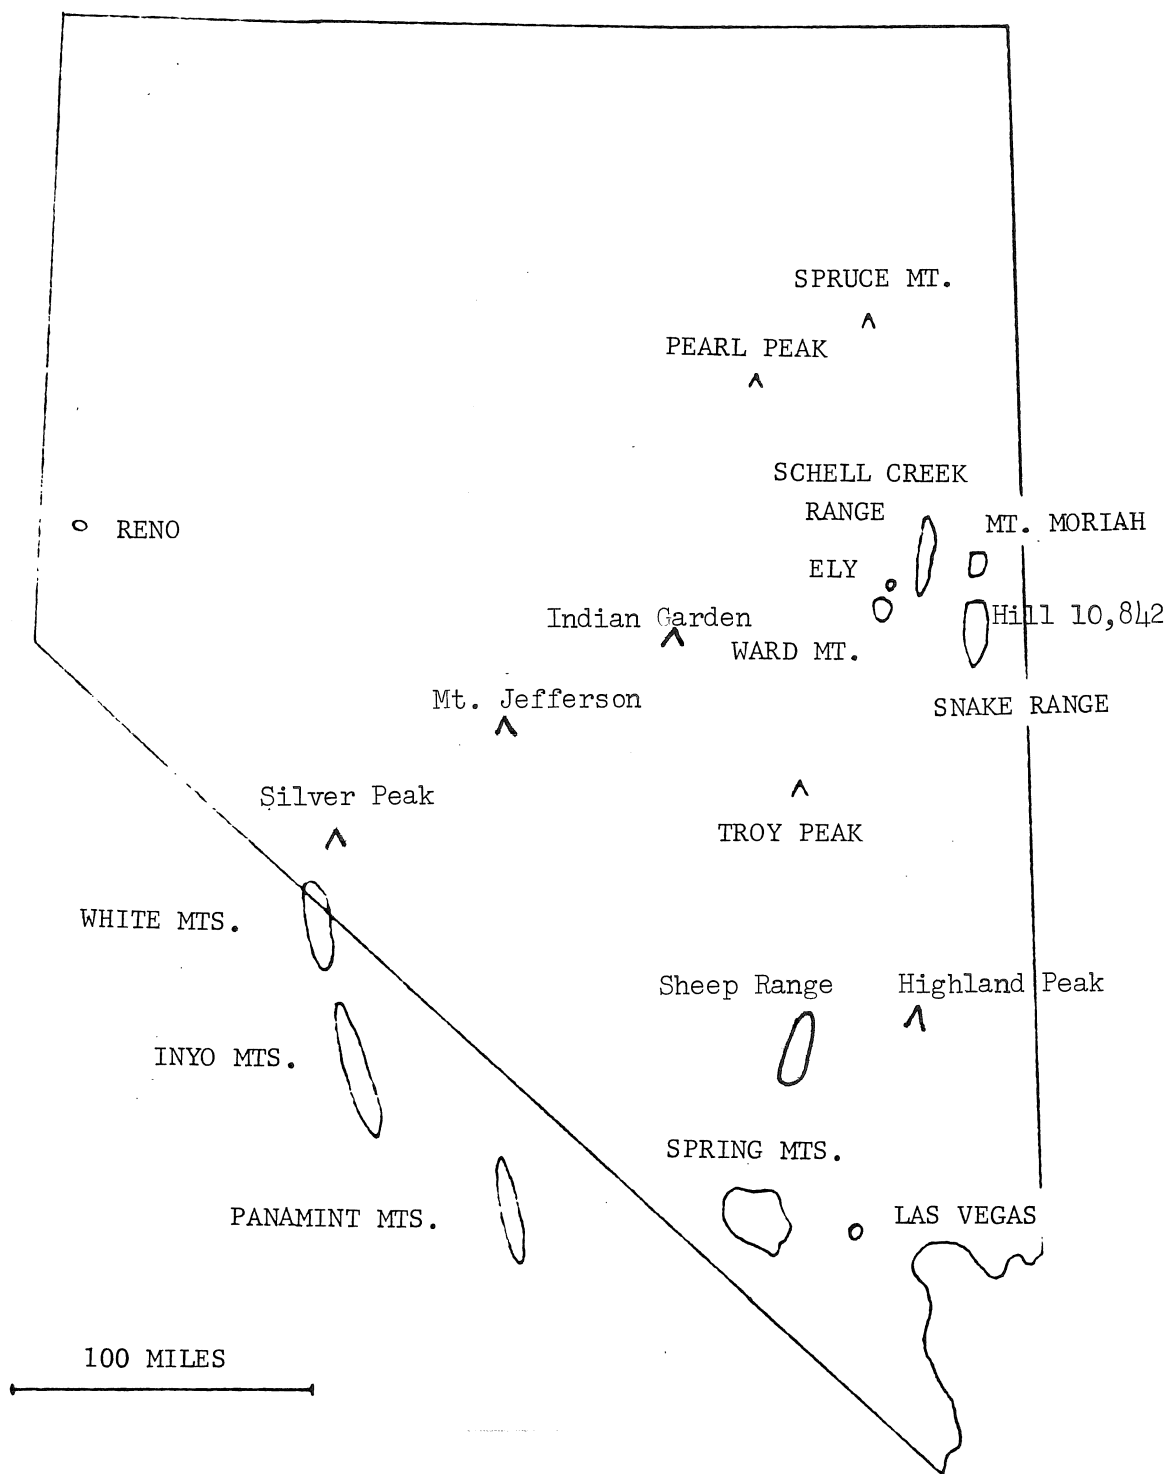 SPRUCE MT.
PEARL PEAK
SCHELL CREEK
RANGE
MT. MORIAH
RENO
ELY
Indian Garden
Hill 10,842
WARD MT.
Mt. Jefferson
SNAKE RANGE
Silver Peak
TROY PEAK
WHITE MTS.
Sheep Range
Highland Peak
INYO MTS.
SPRING MTS.
PANAMINT MTS.
LAS VEGAS
100 MILES